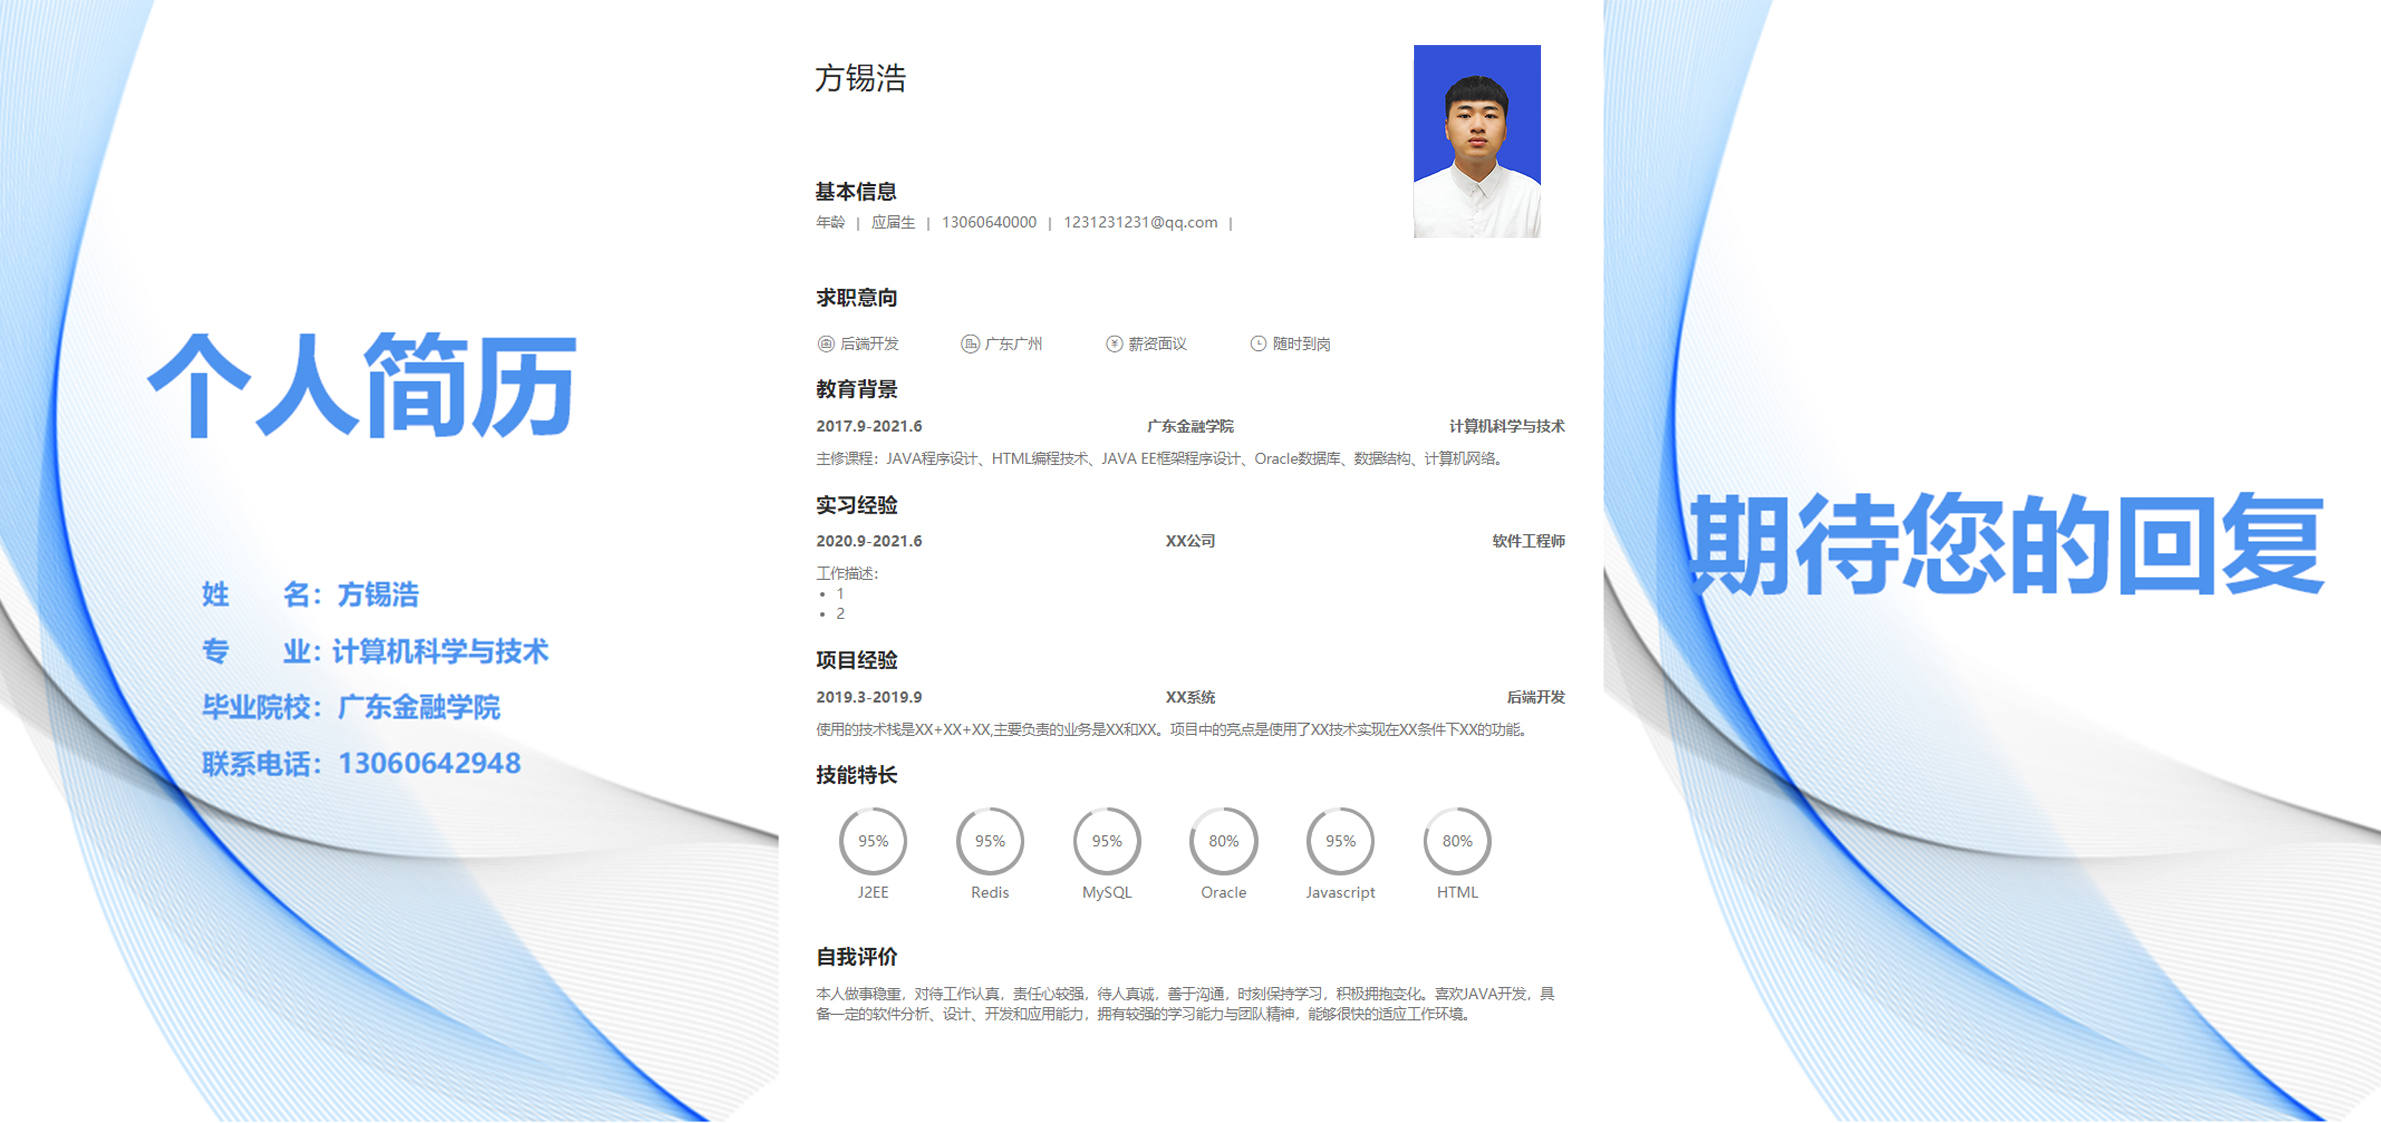 个人简历
姓 名：方锡浩
专 业：计算机科学与技术
毕业院校：广东金融学院
联系电话：13060642948
方锡浩
基本信息
年龄 | 应届生 | 13060640000 | 1231231231@qq.com |
求职意向
后端开发 广东广州 薪资面议 随时到岗
教育背景
2017.9-2021.6 广东金融学院 计算机科学与技术
主修课程：JAVA程序设计、HTML编程技术、JAVA EE框架程序设计、Oracle数据库、数据结构、计算机网络。
实习经验
2020.9-2021.6 XX公司 软件工程师
工作描述：
• 1
• 2
项目经验
2019.3-2019.9 XX系统 后端开发
使用的技术栈是XX+XX+XX,主要负责的业务是XX和XX。项目中的亮点是使用了XX技术实现在XX条件下XX的功能。
技能特长
95% 95% 95% 80% 95% 80%
J2EE Redis MySQL Oracle Javascript HTML
自我评价
本人做事稳重，对待工作认真，责任心较强，待人真诚，善于沟通，时刻保持学习，积极拥抱变化。喜欢JAVA开发，具
备一定的软件分析、设计、开发和应用能力，拥有较强的学习能力与团队精神，能够很快的适应工作环境。
期待您的回复